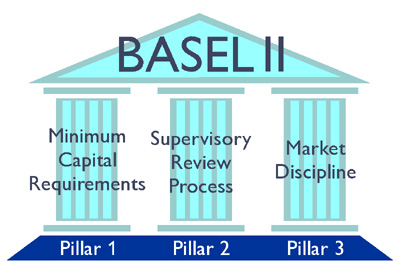 BASEL II
Minimum
Capital
Requirements
Supervisory
Review
Process
Market
Discipline
Pillar 1
Pillar 2
Pillar 3